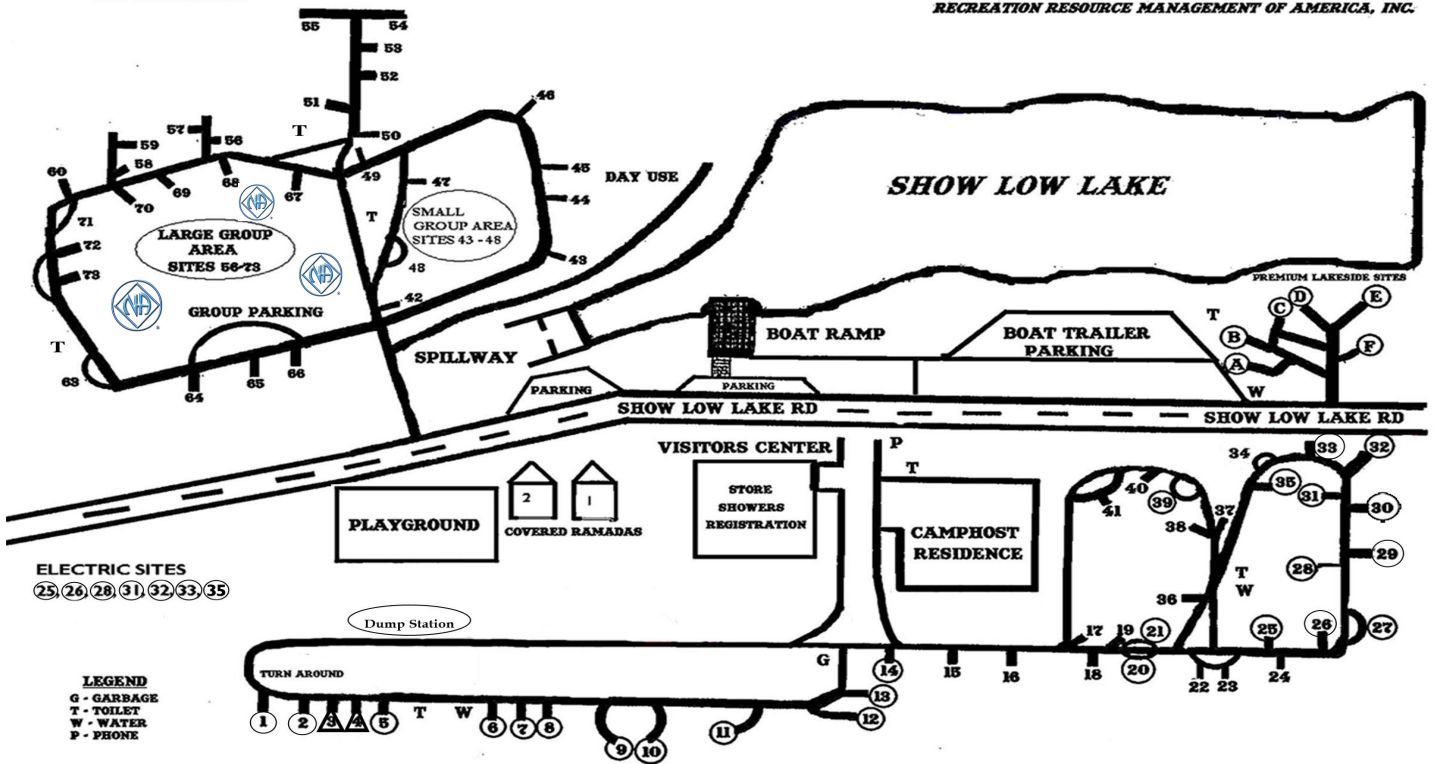 RECREATION RESOURCE MANAGEMENT OF AMERICA, INC.
55
54
53
52
51
50
T
46
57
56
59
58
60
49
47
45
44
43
DAY USE
SHOW LOW LAKE
68
67
69
70
71
72
73
NA
NA
NA
LARGE GROUP
AREA
SITES 56-73
T
SMALL
GROUP AREA
SITES 43 - 48
48
42
GROUP PARKING
T
63
64
65
66
SPILLWAY
BOAT RAMP
BOAT TRAILER
PARKING
T
W
PREMIUM LAKESIDE SITES
A
B
C
D
E
F
PARKING
PARKING
SHOW LOW LAKE RD
SHOW LOW LAKE RD
VISITORS CENTER
P
T
PLAYGROUND
2
1
COVERED RAMADAS
STORE
SHOWERS
REGISTRATION
CAMPHOST
RESIDENCE
34
33
32
35
31
30
29
28
27
26
25
24
23
22
T
W
41
40
39
38
37
36
17
19
21
18
20
ELECTRIC SITES
25, 26, 28, 31, 32, 33, 35
Dump Station
TURN AROUND
G
14
15
16
13
12
1
2
3
4
5
T
W
6
7
8
9
10
11
LEGEND
G - GARBAGE
T - TOILET
W - WATER
P - PHONE